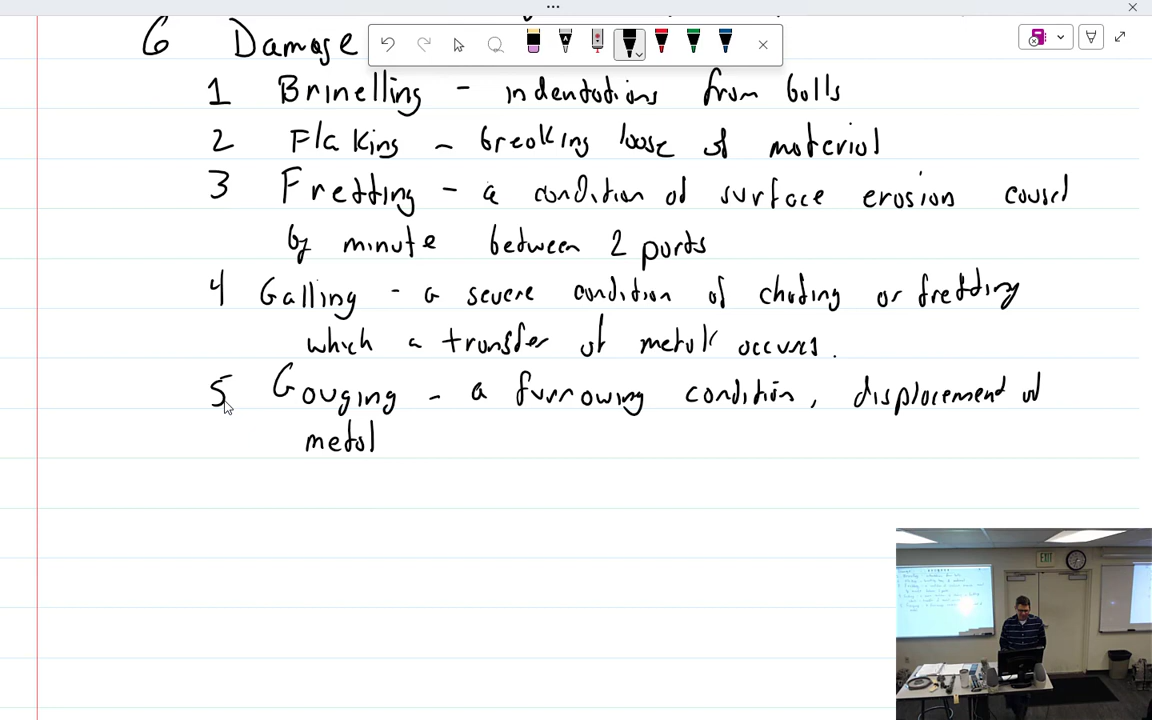 6 Damage
1 Brinelling - indentations from balls
2 Flaking - breaking loose of material
3 Fretting - a condition of surface erosion caused
by minute between 2 parts
4 Galling - a severe condition of chafing or fretting
which a transfer of metal occurs.
5 Gouging - a furrowing condition, displacement of
metal
EXIT